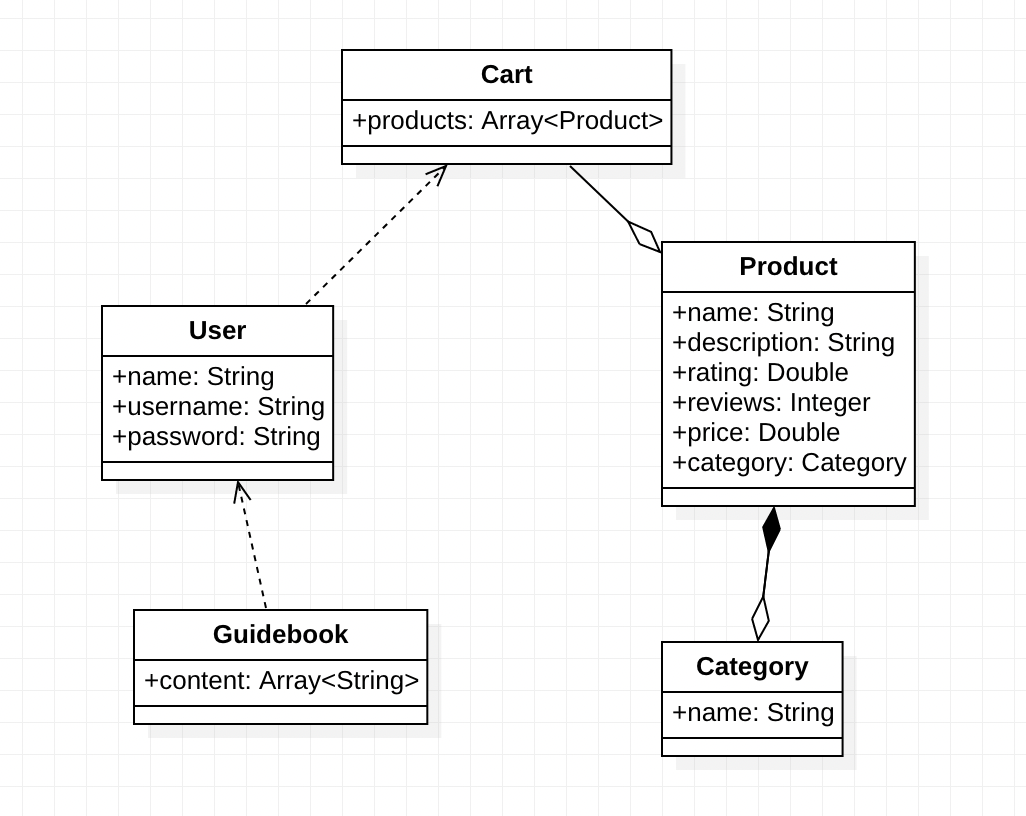 Cart
+products: Array<Product>
Product
+name: String
+description: String
+rating: Double
+reviews: Integer
+price: Double
+category: Category
User
+name: String
+username: String
+password: String
Guidebook
+content: Array<String>
Category
+name: String